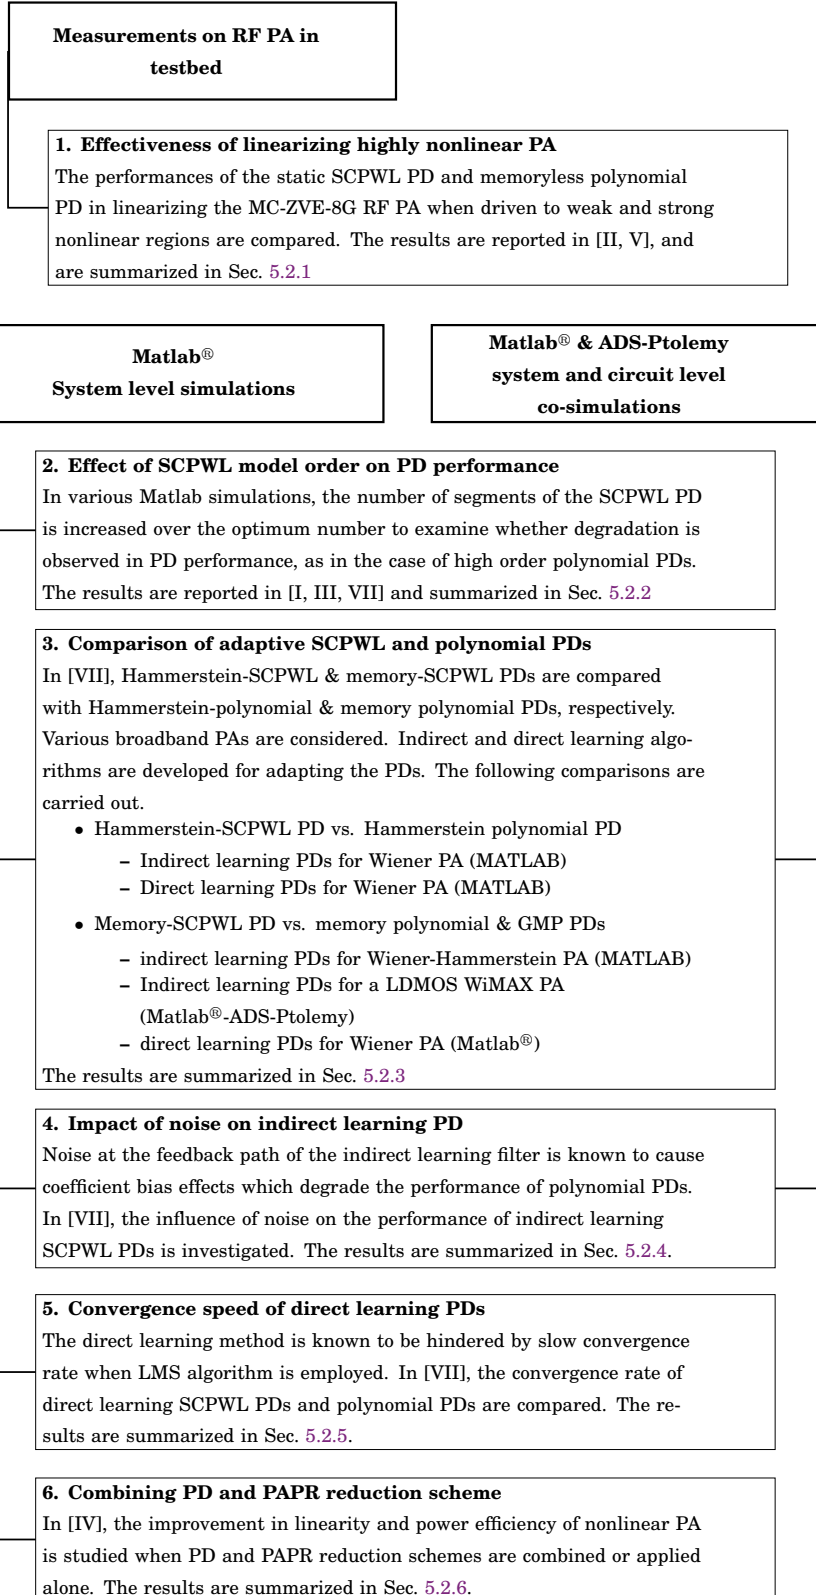 Measurements on RF PA in
testbed
1. Effectiveness of linearizing highly nonlinear PA
The performances of the static SCPWL PD and memoryless polynomial
PD in linearizing the MC-ZVE-8G RF PA when driven to weak and strong
nonlinear regions are compared. The results are reported in [II, V], and
are summarized in Sec. 5.2.1
Matlab®
System level simulations
Matlab® & ADS-Ptolemy
system and circuit level
co-simulations
2. Effect of SCPWL model order on PD performance
In various Matlab simulations, the number of segments of the SCPWL PD
is increased over the optimum number to examine whether degradation is
observed in PD performance, as in the case of high order polynomial PDs.
The results are reported in [I, III, VII] and summarized in Sec. 5.2.2
3. Comparison of adaptive SCPWL and polynomial PDs
In [VII], Hammerstein-SCPWL & memory-SCPWL PDs are compared
with Hammerstein-polynomial & memory polynomial PDs, respectively.
Various broadband PAs are considered. Indirect and direct learning algo-
rithms are developed for adapting the PDs. The following comparisons are
carried out.
• Hammerstein-SCPWL PD vs. Hammerstein polynomial PD
– Indirect learning PDs for Wiener PA (MATLAB)
– Direct learning PDs for Wiener PA (MATLAB)
• Memory-SCPWL PD vs. memory polynomial & GMP PDs
– indirect learning PDs for Wiener-Hammerstein PA (MATLAB)
– Indirect learning PDs for a LDMOS WiMAX PA
(Matlab®-ADS-Ptolemy)
– direct learning PDs for Wiener PA (Matlab®)
The results are summarized in Sec. 5.2.3
4. Impact of noise on indirect learning PD
Noise at the feedback path of the indirect learning filter is known to cause
coefficient bias effects which degrade the performance of polynomial PDs.
In [VII], the influence of noise on the performance of indirect learning
SCPWL PDs is investigated. The results are summarized in Sec. 5.2.4.
5. Convergence speed of direct learning PDs
The direct learning method is known to be hindered by slow convergence
rate when LMS algorithm is employed. In [VII], the convergence rate of
direct learning SCPWL PDs and polynomial PDs are compared. The re-
sults are summarized in Sec. 5.2.5.
6. Combining PD and PAPR reduction scheme
In [IV], the improvement in linearity and power efficiency of nonlinear PA
is studied when PD and PAPR reduction schemes are combined or applied
alone. The results are summarized in Sec. 5.2.6.